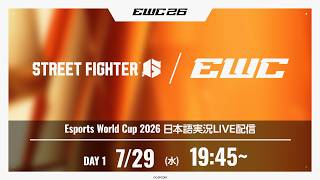 EWC26
STREET FIGHTER 6 / EWC
Esports World Cup 2026 日本語実況LIVE配信
DAY 1 7/29 (水) 19:45~